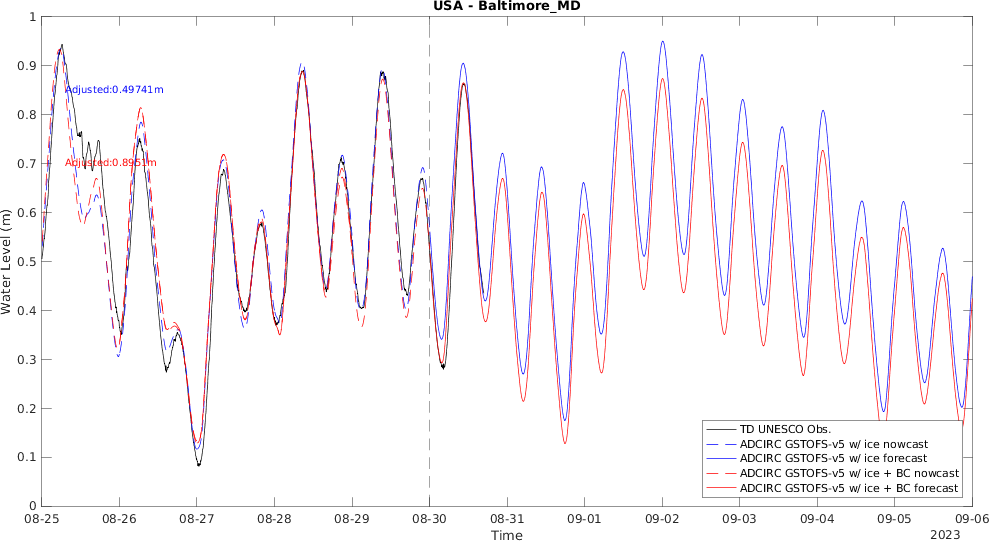 USA - Baltimore_MD
1
0.9
0.8
0.7
0.6
0.5
0.4
0.3
0.2
0.1
0
Water Level (m)
Adjusted:0.49741m
Adjusted:0.8951m
TD UNESCO Obs.
ADCIRC GSTOFS-v5 w/ ice nowcast
ADCIRC GSTOFS-v5 w/ ice forecast
ADCIRC GSTOFS-v5 w/ ice + BC nowcast
ADCIRC GSTOFS-v5 w/ ice + BC forecast
08-25 08-26 08-27 08-28 08-29 08-30 08-31 09-01 09-02 09-03 09-04 09-05 09-06
Time
2023